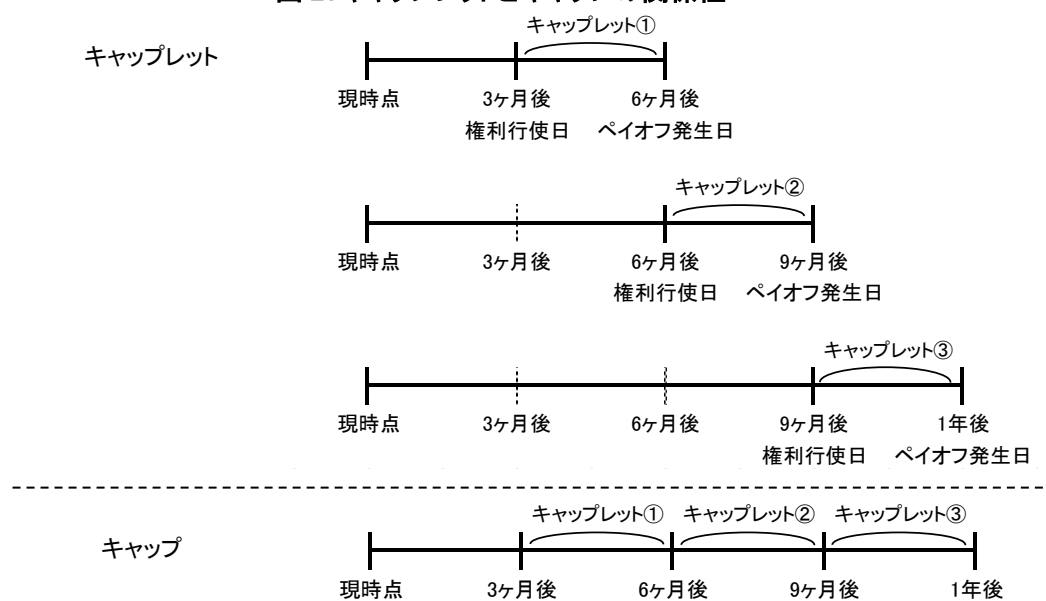 キャップレット①
キャップレット
現時点 3ヶ月後 6ヶ月後
権利行使日 ペイオフ発生日
キャップレット②
現時点 3ヶ月後 6ヶ月後 9ヶ月後
権利行使日 ペイオフ発生日
キャップレット③
現時点 3ヶ月後 6ヶ月後 9ヶ月後 1年後
権利行使日 ペイオフ発生日
キャップレット① キャップレット② キャップレット③
キャップ
現時点 3ヶ月後 6ヶ月後 9ヶ月後 1年後